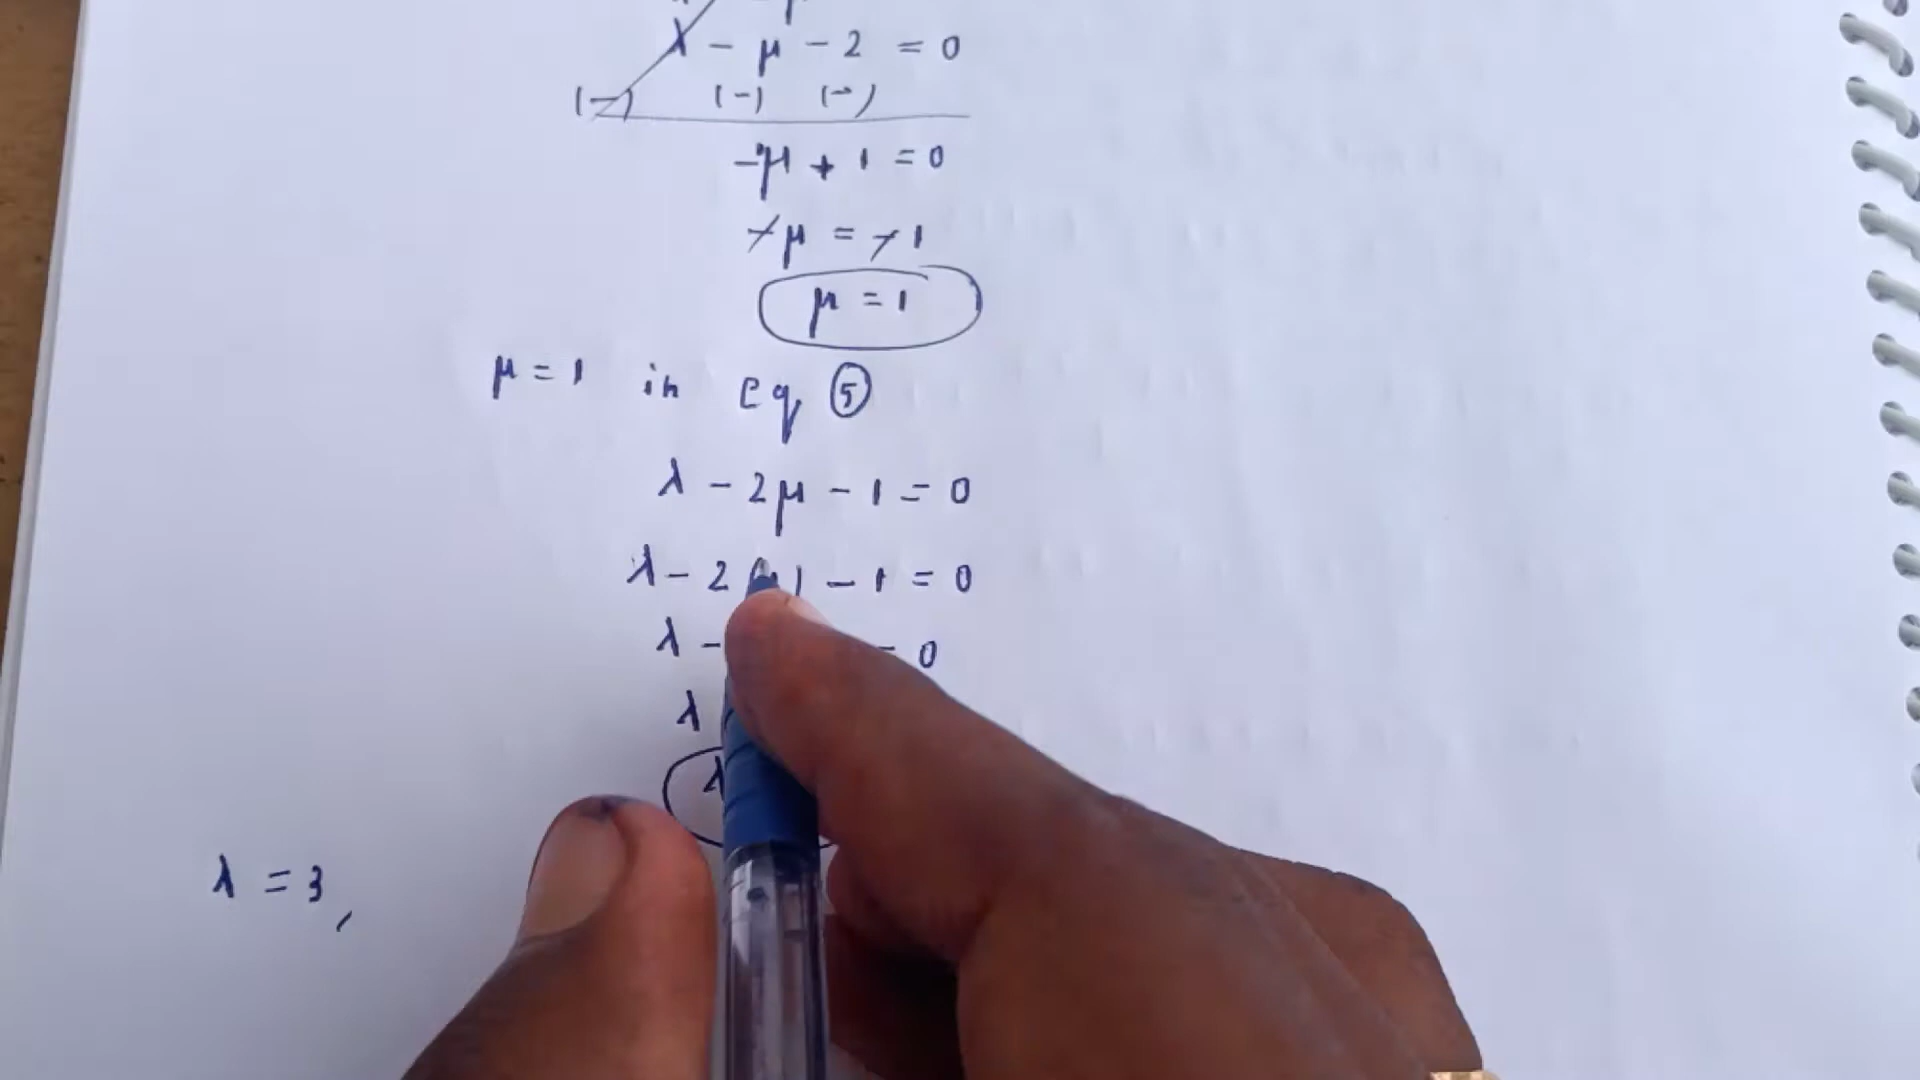 λ - μ - 2 = 0
(-) (-) (-)
-μ + 1 = 0
-μ = -1
μ = 1
μ = 1 in eq ⑤
λ - 2μ - 1 = 0
λ - 2(1) - 1 = 0
λ - = 0
λ
λ
λ = 3,